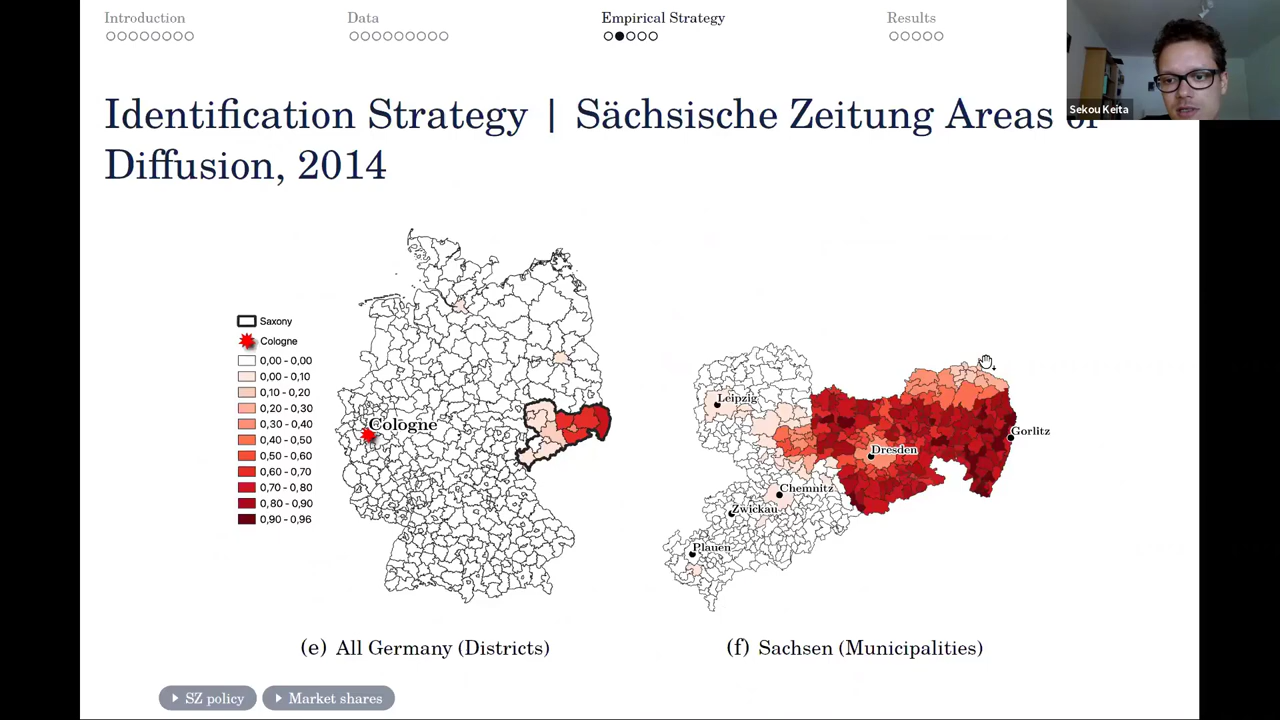 Introduction
Data
Empirical Strategy
Results
Sekou Keita
Identification Strategy | Sächsische Zeitung Areas of
Diffusion, 2014
Saxony
Cologne
0,00 - 0,00
0,00 - 0,10
0,10 - 0,20
0,20 - 0,30
0,30 - 0,40
0,40 - 0,50
0,50 - 0,60
0,60 - 0,70
0,70 - 0,80
0,80 - 0,90
0,90 - 0,96
Cologne
Leipzig
Gorlitz
Dresden
Chemnitz
Zwickau
Plauen
(e) All Germany (Districts)
(f) Sachsen (Municipalities)
SZ policy
Market shares